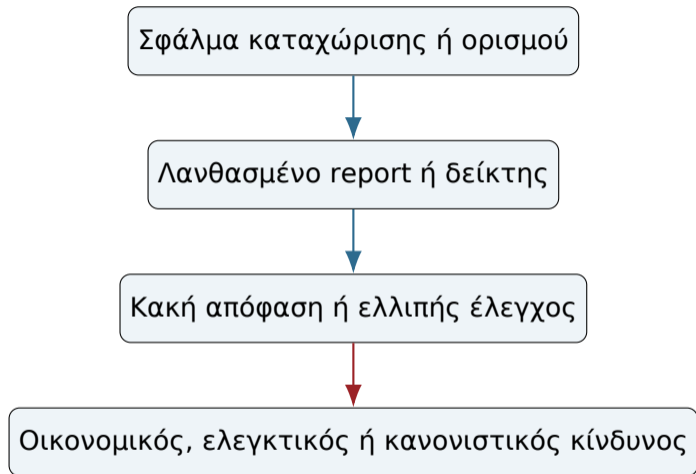 Σφάλμα καταχώρισης ή ορισμού
Λανθασμένο report ή δείκτης
Κακή απόφαση ή ελλιπής έλεγχος
Οικονομικός, ελεγκτικός ή κανονιστικός κίνδυνος